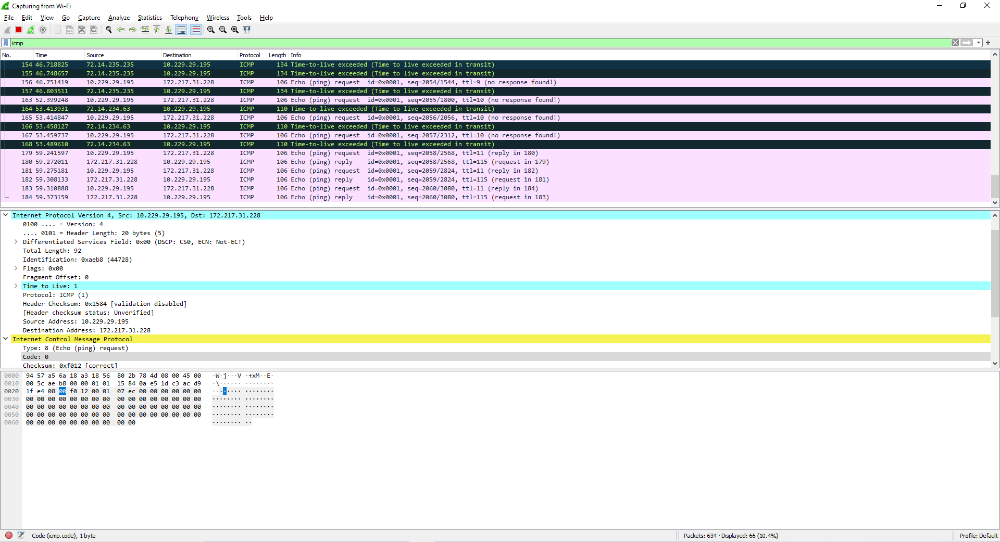 Capturing from Wi-Fi
File Edit View Go Capture Analyze Statistics Telephony Wireless Tools Help
icmp
No. Time Source Destination Protocol Length Info
154 46.718825 72.14.235.235 10.229.29.195 ICMP 134 Time-to-live exceeded (Time to live exceeded in transit)
155 46.748657 72.14.235.235 10.229.29.195 ICMP 134 Time-to-live exceeded (Time to live exceeded in transit)
156 46.751419 10.229.29.195 172.217.31.228 ICMP 106 Echo (ping) request id=0x0001, seq=2054/1544, ttl=9 (no response found!)
157 46.803511 72.14.235.235 10.229.29.195 ICMP 134 Time-to-live exceeded (Time to live exceeded in transit)
163 52.399248 10.229.29.195 172.217.31.228 ICMP 106 Echo (ping) request id=0x0001, seq=2055/1800, ttl=10 (no response found!)
164 53.413931 72.14.234.63 10.229.29.195 ICMP 110 Time-to-live exceeded (Time to live exceeded in transit)
165 53.414847 10.229.29.195 172.217.31.228 ICMP 106 Echo (ping) request id=0x0001, seq=2056/2056, ttl=10 (no response found!)
166 53.458127 72.14.234.63 10.229.29.195 ICMP 110 Time-to-live exceeded (Time to live exceeded in transit)
167 53.459737 10.229.29.195 172.217.31.228 ICMP 106 Echo (ping) request id=0x0001, seq=2057/2312, ttl=10 (no response found!)
168 53.489610 72.14.234.63 10.229.29.195 ICMP 110 Time-to-live exceeded (Time to live exceeded in transit)
179 59.241597 10.229.29.195 172.217.31.228 ICMP 106 Echo (ping) request id=0x0001, seq=2058/2568, ttl=11 (reply in 180)
180 59.272011 172.217.31.228 10.229.29.195 ICMP 106 Echo (ping) reply id=0x0001, seq=2058/2568, ttl=115 (request in 179)
181 59.275181 10.229.29.195 172.217.31.228 ICMP 106 Echo (ping) request id=0x0001, seq=2059/2824, ttl=11 (reply in 182)
182 59.308133 172.217.31.228 10.229.29.195 ICMP 106 Echo (ping) reply id=0x0001, seq=2059/2824, ttl=115 (request in 181)
183 59.310888 10.229.29.195 172.217.31.228 ICMP 106 Echo (ping) request id=0x0001, seq=2060/3080, ttl=11 (reply in 184)
184 59.373159 172.217.31.228 10.229.29.195 ICMP 106 Echo (ping) reply id=0x0001, seq=2060/3080, ttl=115 (request in 183)
Internet Protocol Version 4, Src: 10.229.29.195, Dst: 172.217.31.228
0100 .... = Version: 4
.... 0101 = Header Length: 20 bytes (5)
Differentiated Services Field: 0x00 (DSCP: CS0, ECN: Not-ECT)
Total Length: 92
Identification: 0xaeb8 (44728)
Flags: 0x00
Fragment Offset: 0
Time to Live: 1
Protocol: ICMP (1)
Header Checksum: 0x1584 [validation disabled]
[Header checksum status: Unverified]
Source Address: 10.229.29.195
Destination Address: 172.217.31.228
Internet Control Message Protocol
Type: 8 (Echo (ping) request)
Code: 0
Checksum: 0xf012 [correct]
0000 94 57 a5 6a 18 a3 18 56 80 2b 78 4d 08 00 45 00 ·W·j···V ·+xM··E·
0010 00 5c ae b8 00 00 01 01 15 84 0a e5 1d c3 ac d9 ·\······ ········
0020 1f e4 08 00 f0 12 00 01 07 ec 00 00 00 00 00 00 ········ ········
0030 00 00 00 00 00 00 00 00 00 00 00 00 00 00 00 00 ········ ········
0040 00 00 00 00 00 00 00 00 00 00 00 00 00 00 00 00 ········ ········
0050 00 00 00 00 00 00 00 00 00 00 00 00 00 00 00 00 ········ ········
0060 00 00 00 00 00 00 00 00 00 00 ········ ··
Code (icmp.code), 1 byte
Packets: 634 · Displayed: 66 (10.4%)
Profile: Default